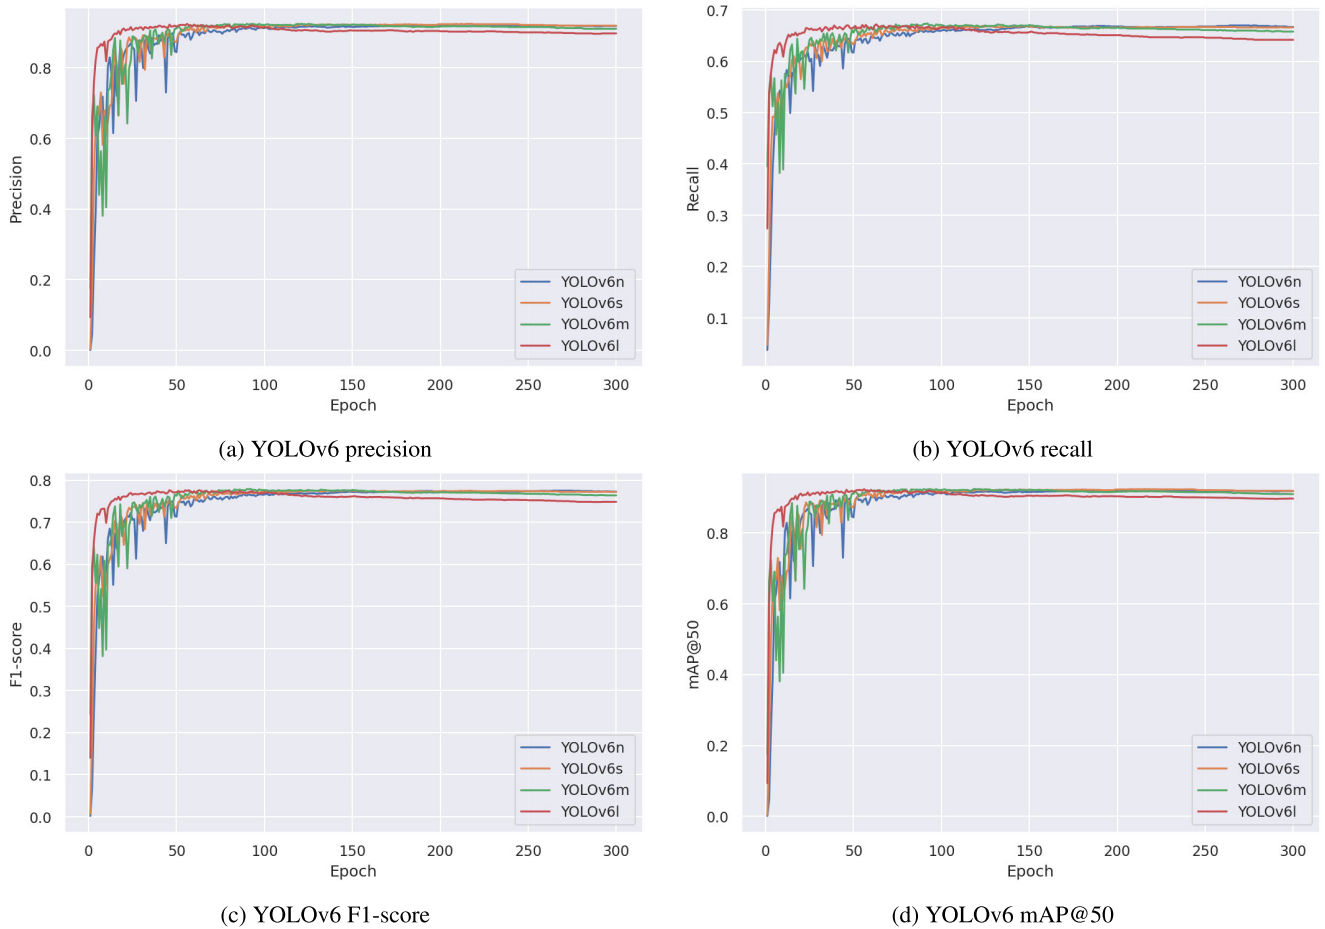 0.8
0.6
0.4
0.2
0.0
Precision
YOLOv6n
YOLOv6s
YOLOv6m
YOLOv6l
0 50 100 150 200 250 300
Epoch
(a) YOLOv6 precision
0.7
0.6
0.5
0.4
0.3
0.2
0.1
Recall
YOLOv6n
YOLOv6s
YOLOv6m
YOLOv6l
0 50 100 150 200 250 300
Epoch
(b) YOLOv6 recall
0.8
0.7
0.6
0.5
0.4
0.3
0.2
0.1
0.0
F1-score
YOLOv6n
YOLOv6s
YOLOv6m
YOLOv6l
0 50 100 150 200 250 300
Epoch
(c) YOLOv6 F1-score
0.8
0.6
0.4
0.2
0.0
mAP@50
YOLOv6n
YOLOv6s
YOLOv6m
YOLOv6l
0 50 100 150 200 250 300
Epoch
(d) YOLOv6 mAP@50